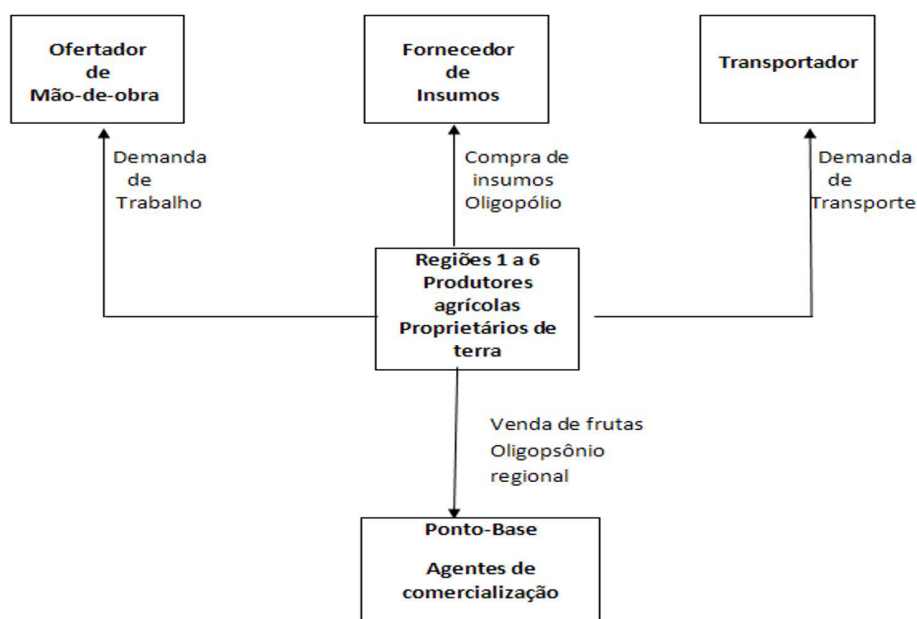 Ofertador
de
Mão-de-obra
Fornecedor
de
Insumos
Transportador
Demanda
de
Trabalho
Compra de
insumos
Oligopólio
Demanda
de
Transporte
Regiões 1 a 6
Produtores
agrícolas
Proprietários de
terra
Venda de frutas
Oligopsônio
regional
Ponto-Base
Agentes de
comercialização